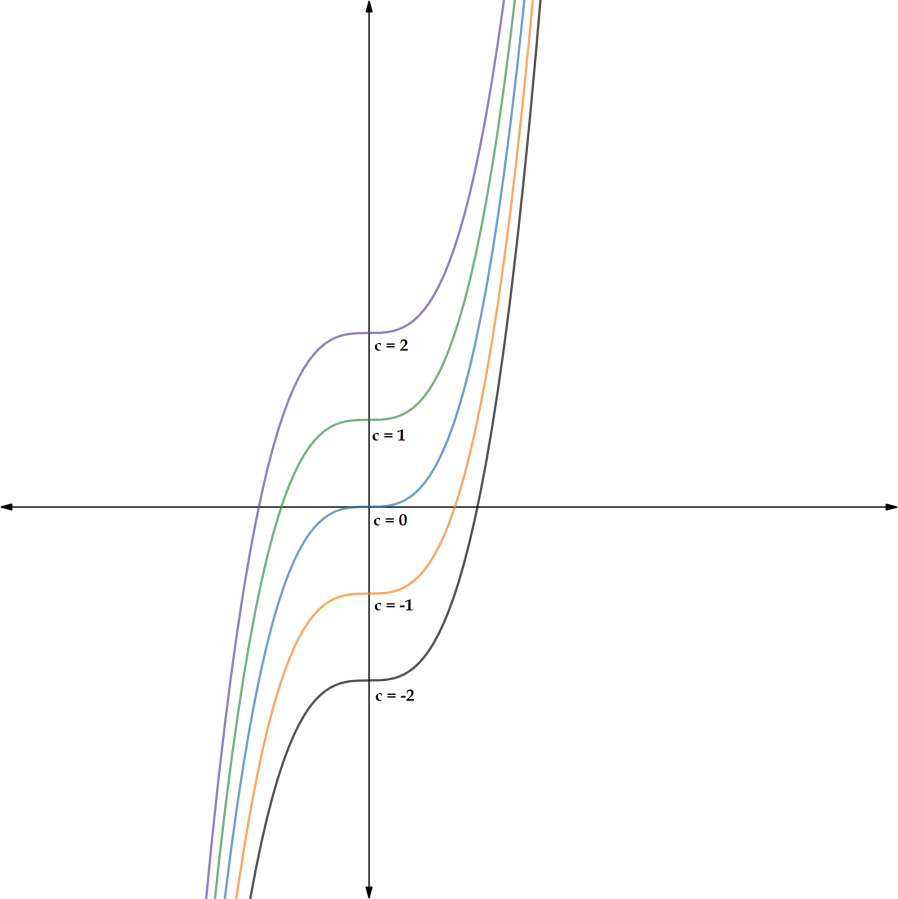 c = 2
c = 1
c = 0
c = -1
c = -2